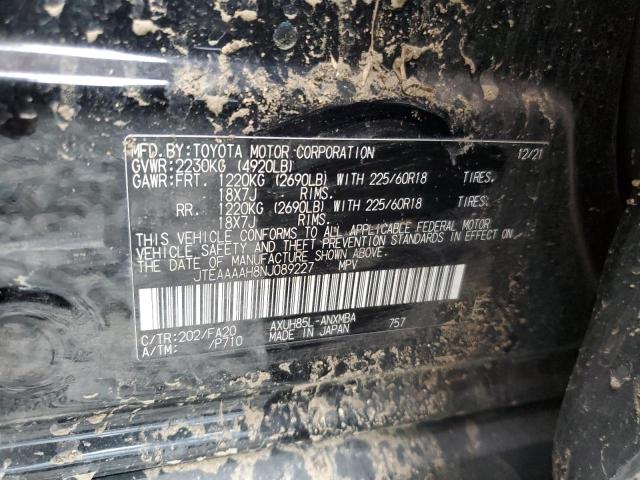 MFD.BY:TOYOTA MOTOR CORPORATION 12/21
GVWR:2230KG (4920LB)
GAWR:FRT. 1220KG (2690LB) WITH 225/60R18 TIRES.
18X7J RIMS.
RR. 1220KG (2690LB) WITH 225/60R18 TIRES.
18X7J RIMS.
THIS VEHICLE CONFORMS TO ALL APPLICABLE FEDERAL MOTOR
VEHICLE SAFETY AND THEFT PREVENTION STANDARDS IN EFFECT ON
THE DATE OF MANUFACTURE SHOWN ABOVE.
JTEAAAAH8NJ089227 MPV
C/TR:202/FA20 AXUH85L-ANXMBA
A/TM: /P710 MADE IN JAPAN 757